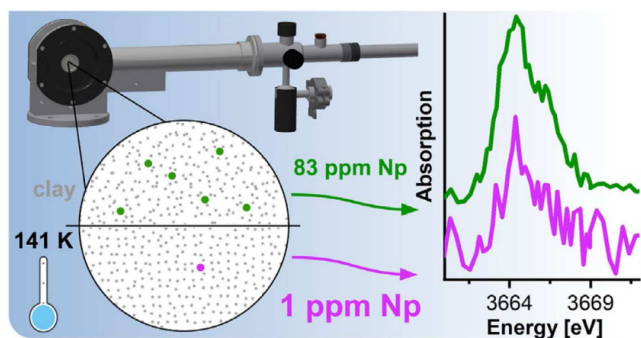 clay
141 K
83 ppm Np
1 ppm Np
Absorption
3664
3669
Energy [eV]